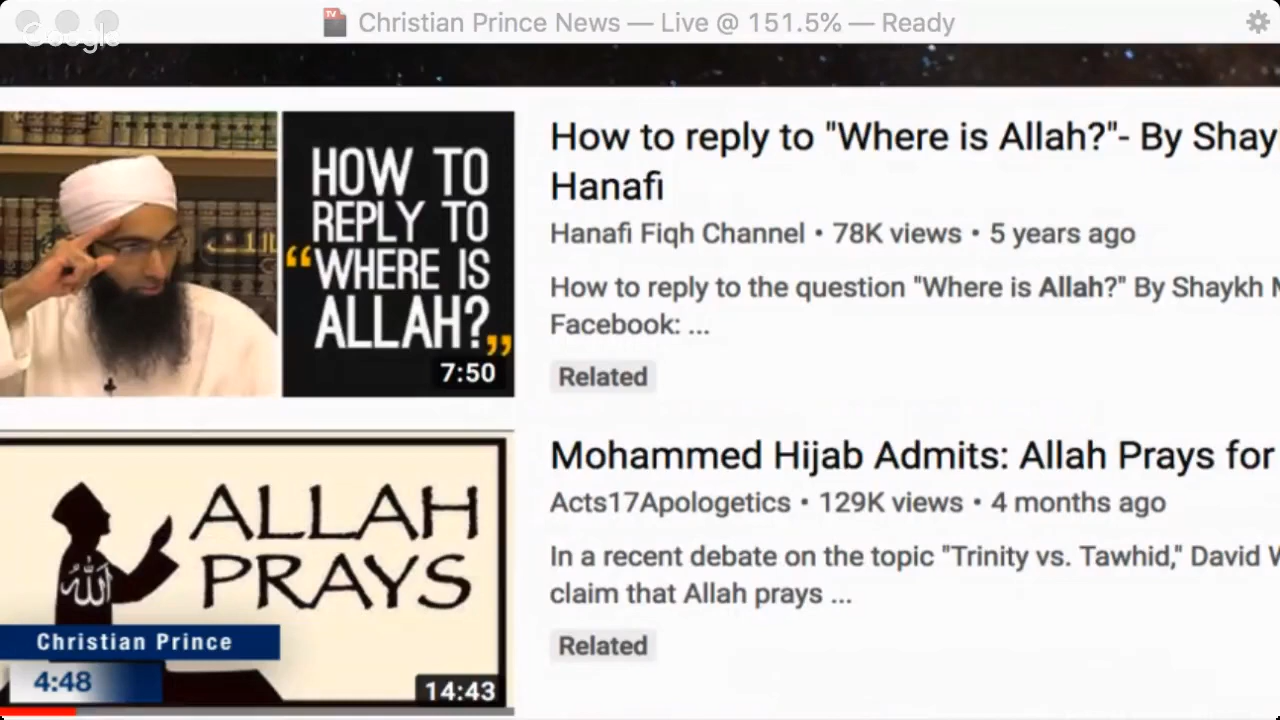 Google
Christian Prince News — Live @ 151.5% — Ready
HOW TO
REPLY TO
“WHERE IS
ALLAH?”
7:50
How to reply to "Where is Allah?"- By Shay
Hanafi
Hanafi Fiqh Channel • 78K views • 5 years ago
How to reply to the question "Where is Allah?" By Shaykh
Facebook: ...
Related
ALLAH
PRAYS
الله
Christian Prince
4:48
14:43
Mohammed Hijab Admits: Allah Prays for
Acts17Apologetics • 129K views • 4 months ago
In a recent debate on the topic "Trinity vs. Tawhid," David
claim that Allah prays ...
Related